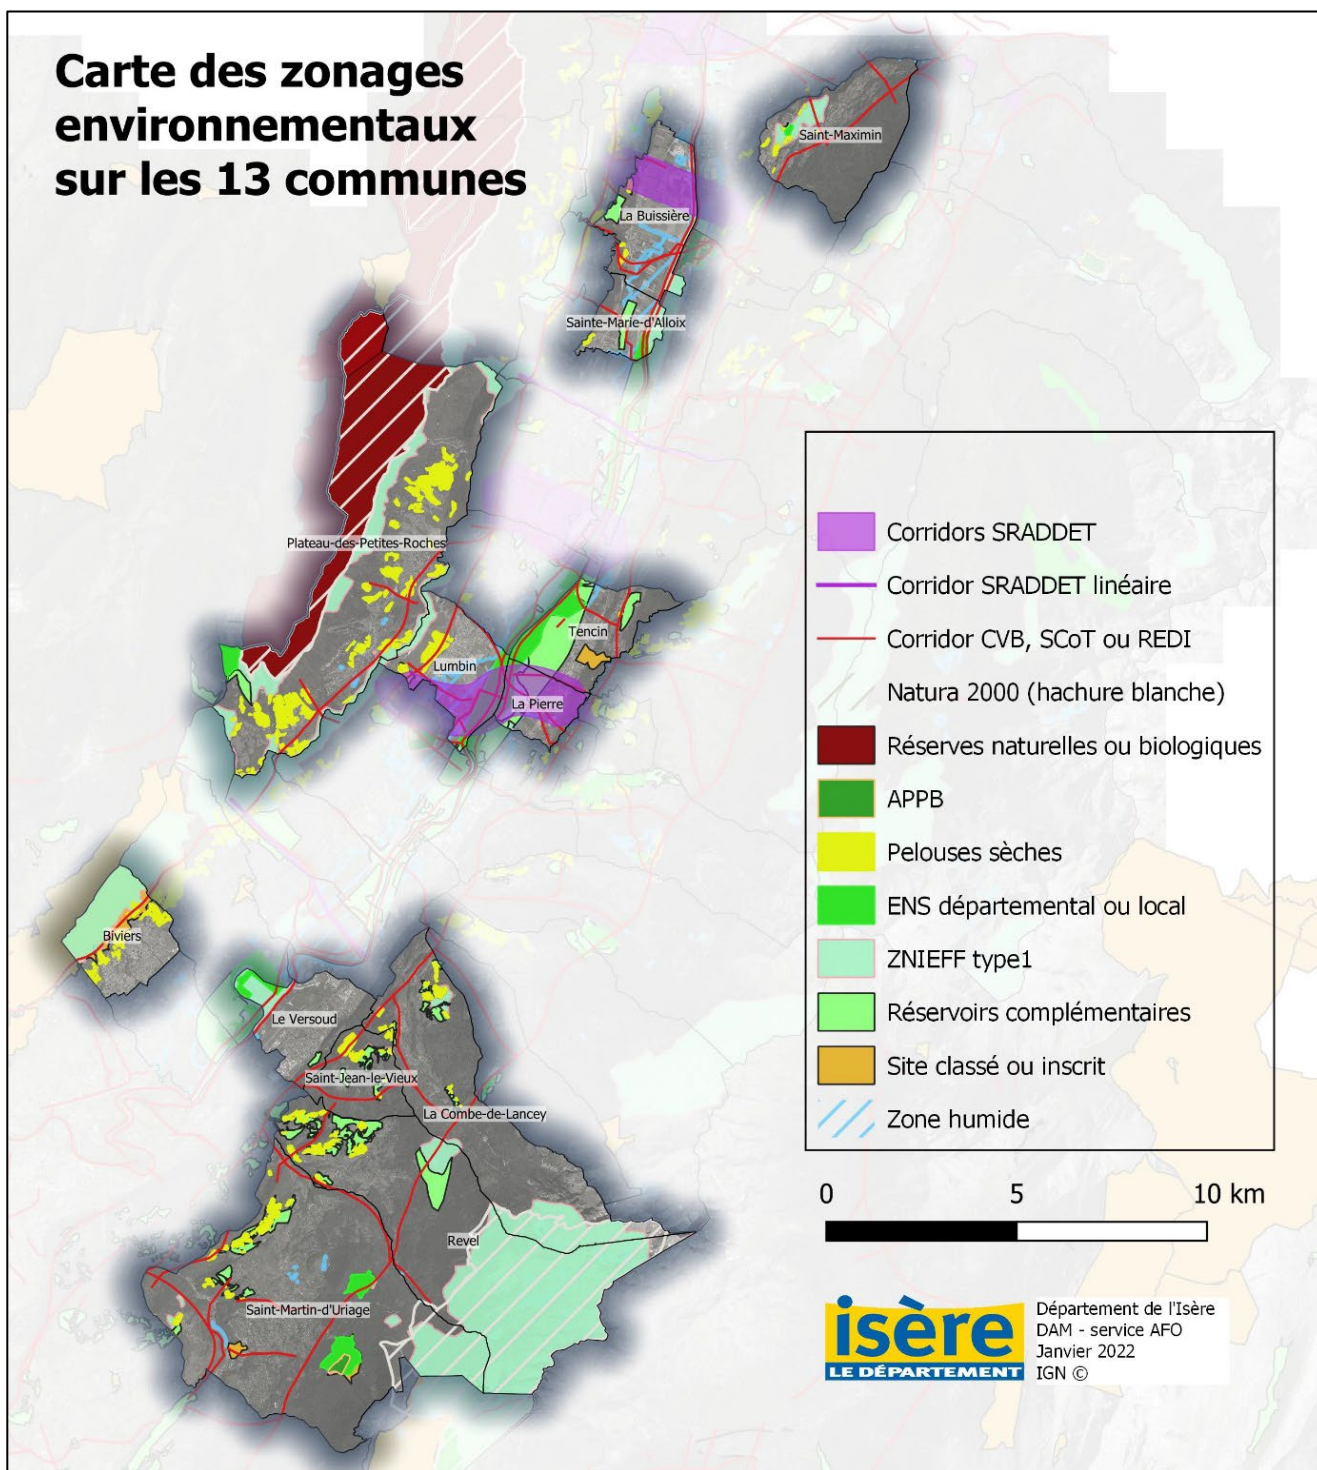 Carte des zonages
environnementaux
sur les 13 communes
Saint-Maximin
La Buissière
Sainte-Marie-d'Alloix
Plateau-des-Petites-Roches
Tencin
Lumbin
La Pierre
Biviers
Le Versoud
Saint-Jean-le-Vieux
La Combe-de-Lancey
Revel
Saint-Martin-d'Uriage
Corridors SRADDET
Corridor SRADDET linéaire
Corridor CVB, SCoT ou REDI
Natura 2000 (hachure blanche)
Réserves naturelles ou biologiques
APPB
Pelouses sèches
ENS départemental ou local
ZNIEFF type1
Réservoirs complémentaires
Site classé ou inscrit
Zone humide
0 5 10 km
isère
LE DÉPARTEMENT
Département de l'Isère
DAM - service AFO
Janvier 2022
IGN ©